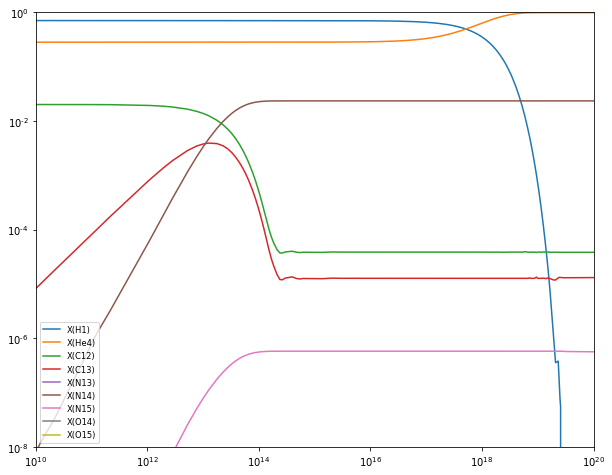 10^0
10^-2
10^-4
10^-6
10^-8
X(H1)
X(He4)
X(C12)
X(C13)
X(N13)
X(N14)
X(N15)
X(O14)
X(O15)
10^10 10^12 10^14 10^16 10^18 10^20